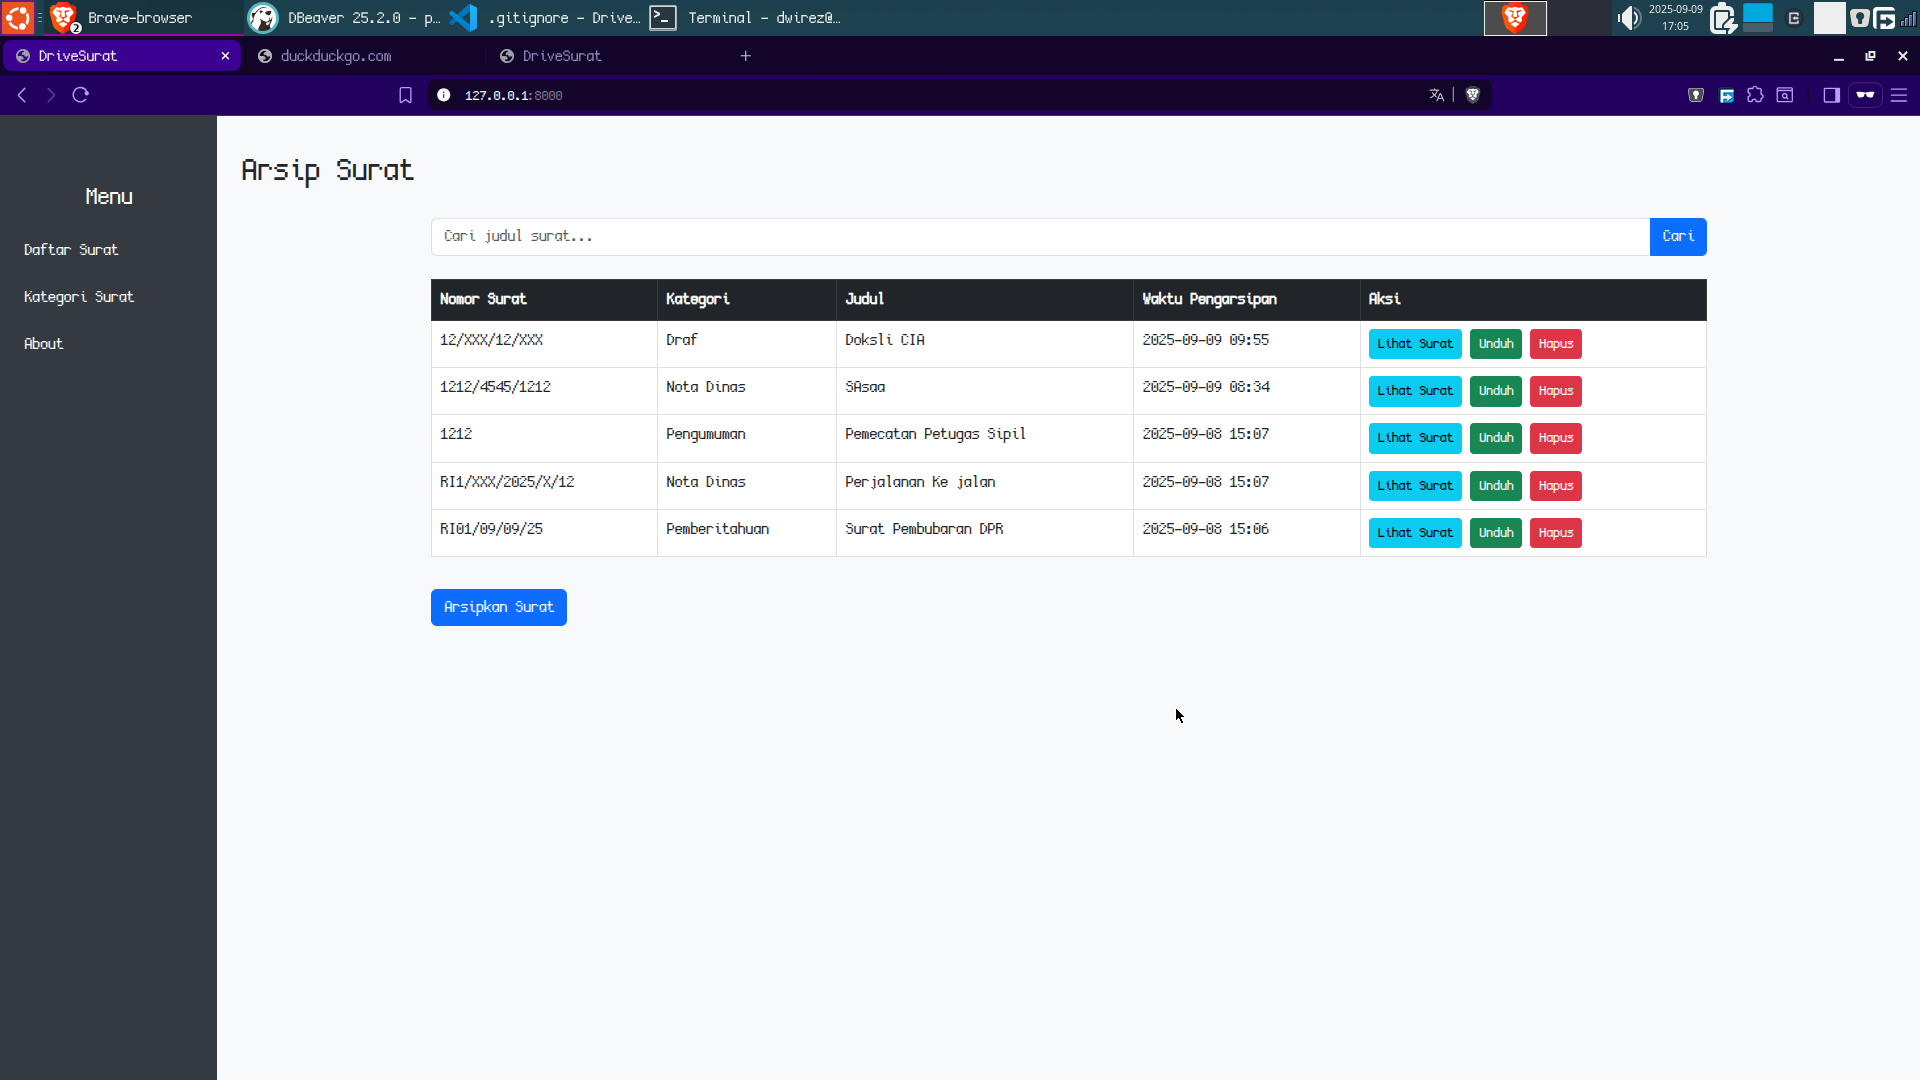 Brave-browser
2
DBeaver 25.2.0 - p...
.gitignore - Drive...
Terminal - dwirez@...
2025-09-09
17:05
DriveSurat
duckduckgo.com
DriveSurat
127.0.0.1:8000
Menu
Daftar Surat
Kategori Surat
About
Arsip Surat
Cari judul surat...
Cari
Nomor Surat Kategori Judul Waktu Pengarsipan Aksi
12/XXX/12/XXX Draf Doksli CIA 2025-09-09 09:55 Lihat Surat Unduh Hapus
1212/4545/1212 Nota Dinas SAsaa 2025-09-09 08:34 Lihat Surat Unduh Hapus
1212 Pengumuman Pemecatan Petugas Sipil 2025-09-08 15:07 Lihat Surat Unduh Hapus
RI1/XXX/2025/X/12 Nota Dinas Perjalanan Ke jalan 2025-09-08 15:07 Lihat Surat Unduh Hapus
RI01/09/09/25 Pemberitahuan Surat Pembubaran DPR 2025-09-08 15:06 Lihat Surat Unduh Hapus
Arsipkan Surat